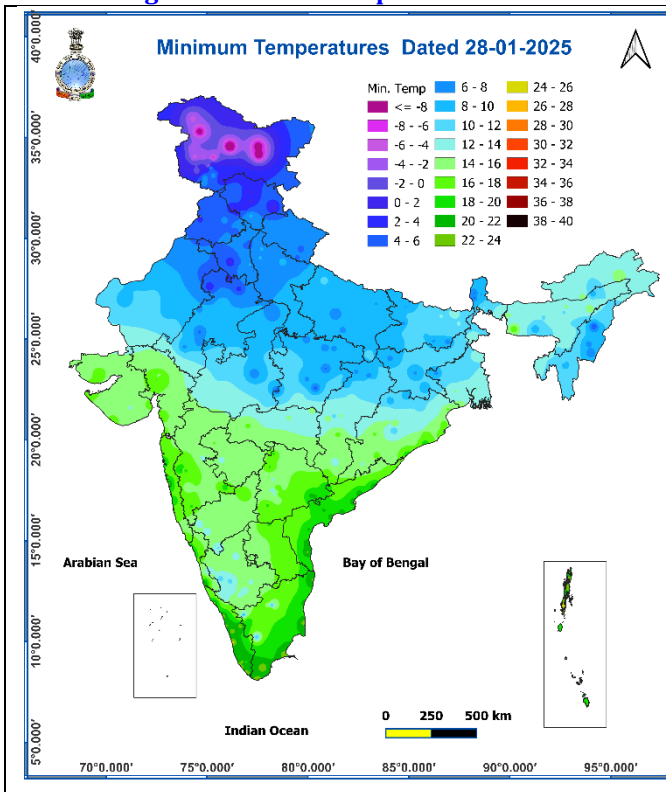 Minimum Temperatures Dated 28-01-2025
Min. Temp
<= -8
-8 - -6
-6 - -4
-4 - -2
-2 - 0
0 - 2
2 - 4
4 - 6
6 - 8
8 - 10
10 - 12
12 - 14
14 - 16
16 - 18
18 - 20
20 - 22
22 - 24
24 - 26
26 - 28
28 - 30
30 - 32
32 - 34
34 - 36
36 - 38
38 - 40
40°0.000'
35°0.000'
30°0.000'
25°0.000'
20°0.000'
15°0.000'
10°0.000'
5°0.000'
Arabian Sea
Bay of Bengal
Indian Ocean
0 250 500 km
70°0.000' 75°0.000' 80°0.000' 85°0.000' 90°0.000' 95°0.000'